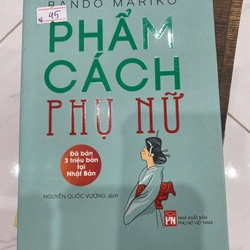 BANDO MARIKO
45
PHẨM
CÁCH
PHỤ NỮ
Đã bán
3 triệu bản
tại
Nhật Bản
NGUYỄN QUỐC VƯƠNG dịch
PN
NHÀ XUẤT BẢN
PHỤ NỮ VIỆT NAM